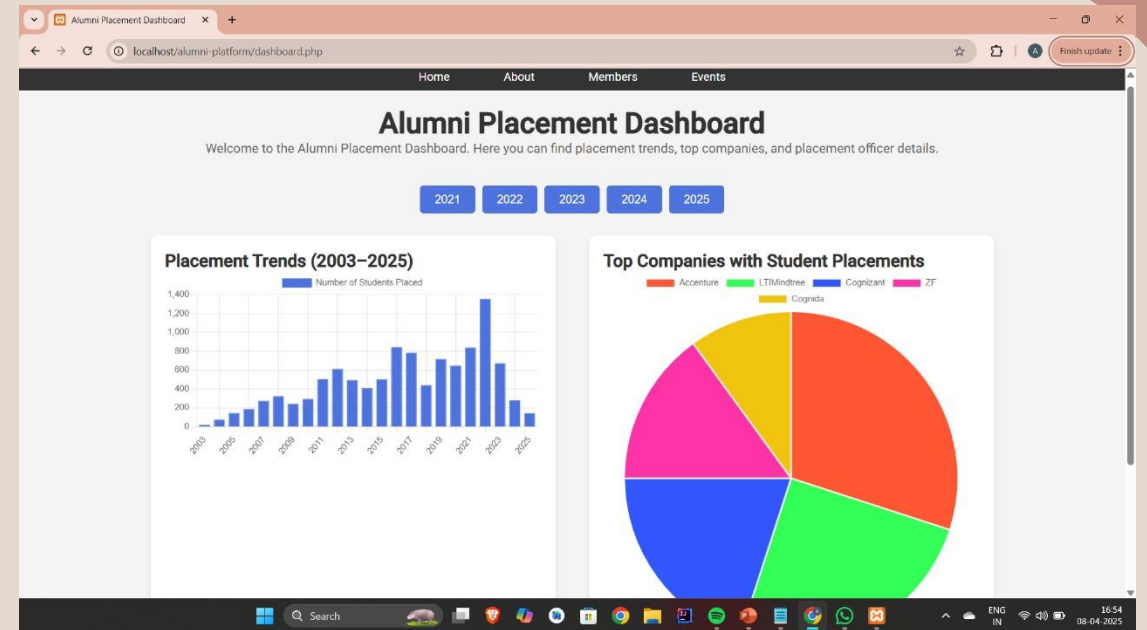 Alumni Placement Dashboard
localhost/alumni-platform/dashboard.php
A
Finish update
Home About Members Events
Alumni Placement Dashboard
Welcome to the Alumni Placement Dashboard. Here you can find placement trends, top companies, and placement officer details.
2021 2022 2023 2024 2025
Placement Trends (2003–2025)
Number of Students Placed
1,400
1,200
1,000
800
600
400
200
0
2003 2005 2007 2009 2011 2013 2015 2017 2019 2021 2023 2025
Top Companies with Student Placements
Accenture LTIMindtree Cognizant ZF
Cognida
Search
ENG
IN
16:54
08-04-2025